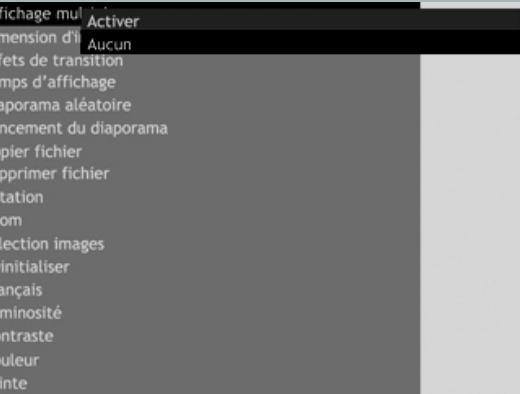 fichage mul
Activer
mension d'i
Aucun
fets de transition
mps d’affichage
aporama aléatoire
ncement du diaporama
pier fichier
pprimer fichier
tation
om
lection images
initialiser
ançais
minosité
ntraste
uleur
inte